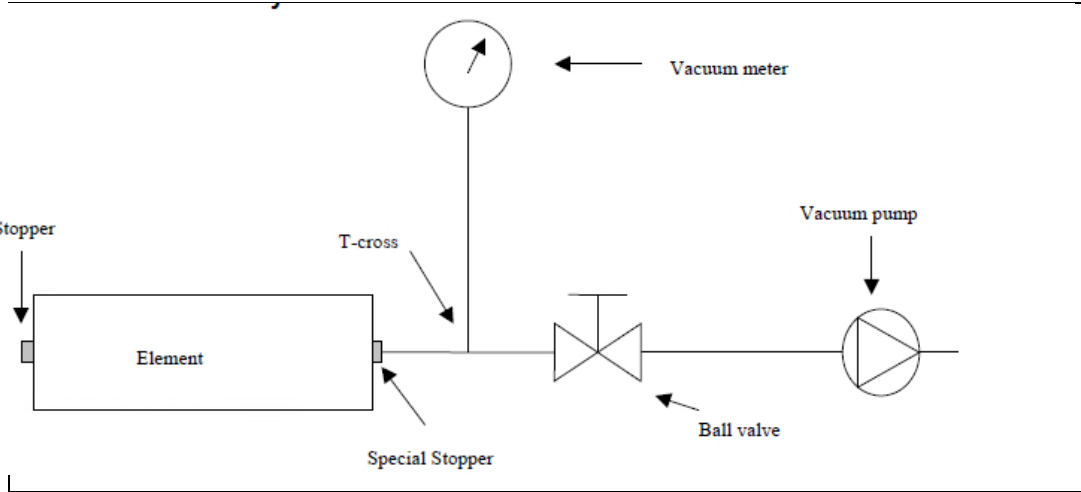 Vacuum meter
Vacuum pump
Stopper
T-cross
Element
Ball valve
Special Stopper